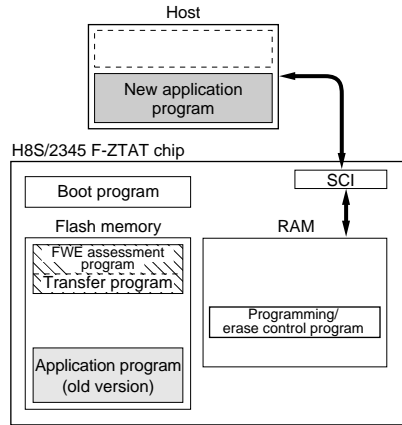 Host
New application
program
H8S/2345 F-ZTAT chip
SCI
Boot program
Flash memory
RAM
FWE assessment
program
Transfer program
Programming/
erase control program
Application program
(old version)